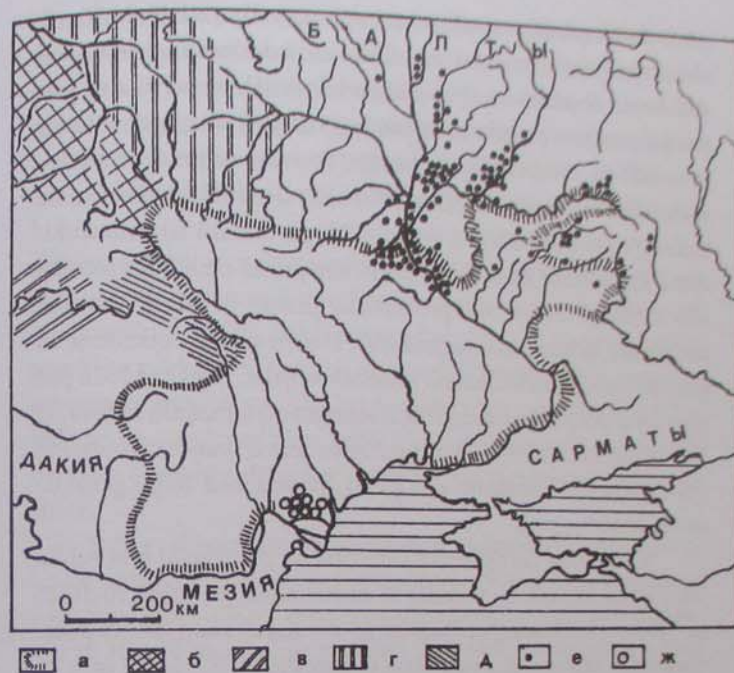 Б А Л Т Ы
САРМАТЫ
ДАКИЯ
МЕЗИЯ
0 200 КМ
а б в г д е ж